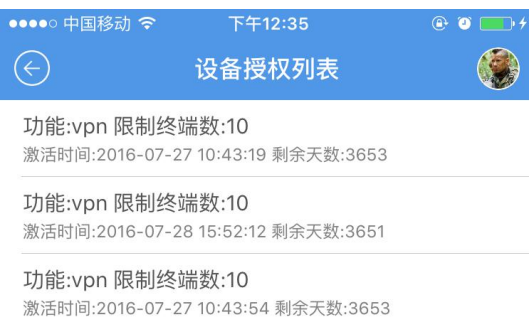 中国移动 下午12:35
设备授权列表
功能:vpn 限制终端数:10
激活时间:2016-07-27 10:43:19 剩余天数:3653
功能:vpn 限制终端数:10
激活时间:2016-07-28 15:52:12 剩余天数:3651
功能:vpn 限制终端数:10
激活时间:2016-07-27 10:43:54 剩余天数:3653